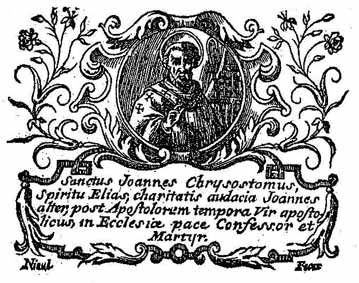 Sanctus Joannes Chrysostomus,
Spiritu Elias, charitatis audacia Joannes
alter, post Apostolorum tempora Vir aposto-
licus in Ecclesiæ pace Confessor et
Martyr.